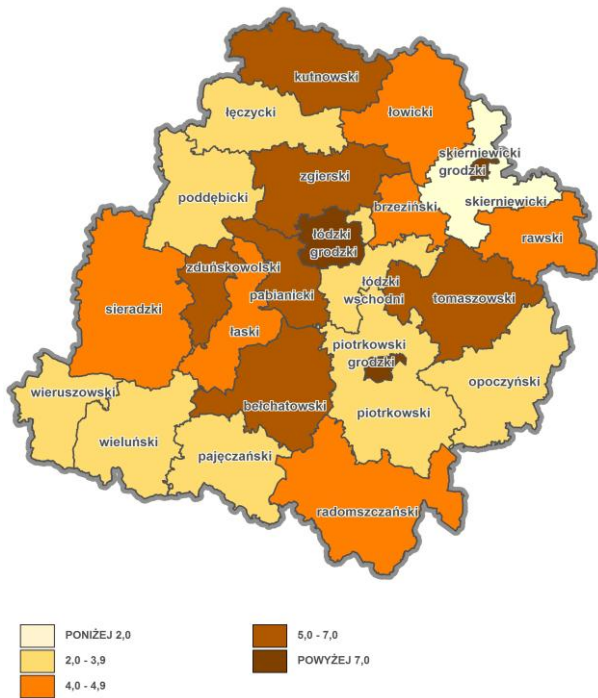 kutnowski
łowicki
łęczycki
skierniewicki
grodzki
zgierski
poddębicki
brzeziński
skierniewicki
rawski
łódzki
grodzki
zduńskowolski
łódzki
wschodni
pabianicki
tomaszowski
sieradzki
łaski
piotrkowski
grodzki
opoczyński
wieruszowski
bełchatowski
piotrkowski
wieluński
pajęczański
radomszczański
PONIŻEJ 2,0
2,0 - 3,9
4,0 - 4,9
5,0 - 7,0
POWYŻEJ 7,0